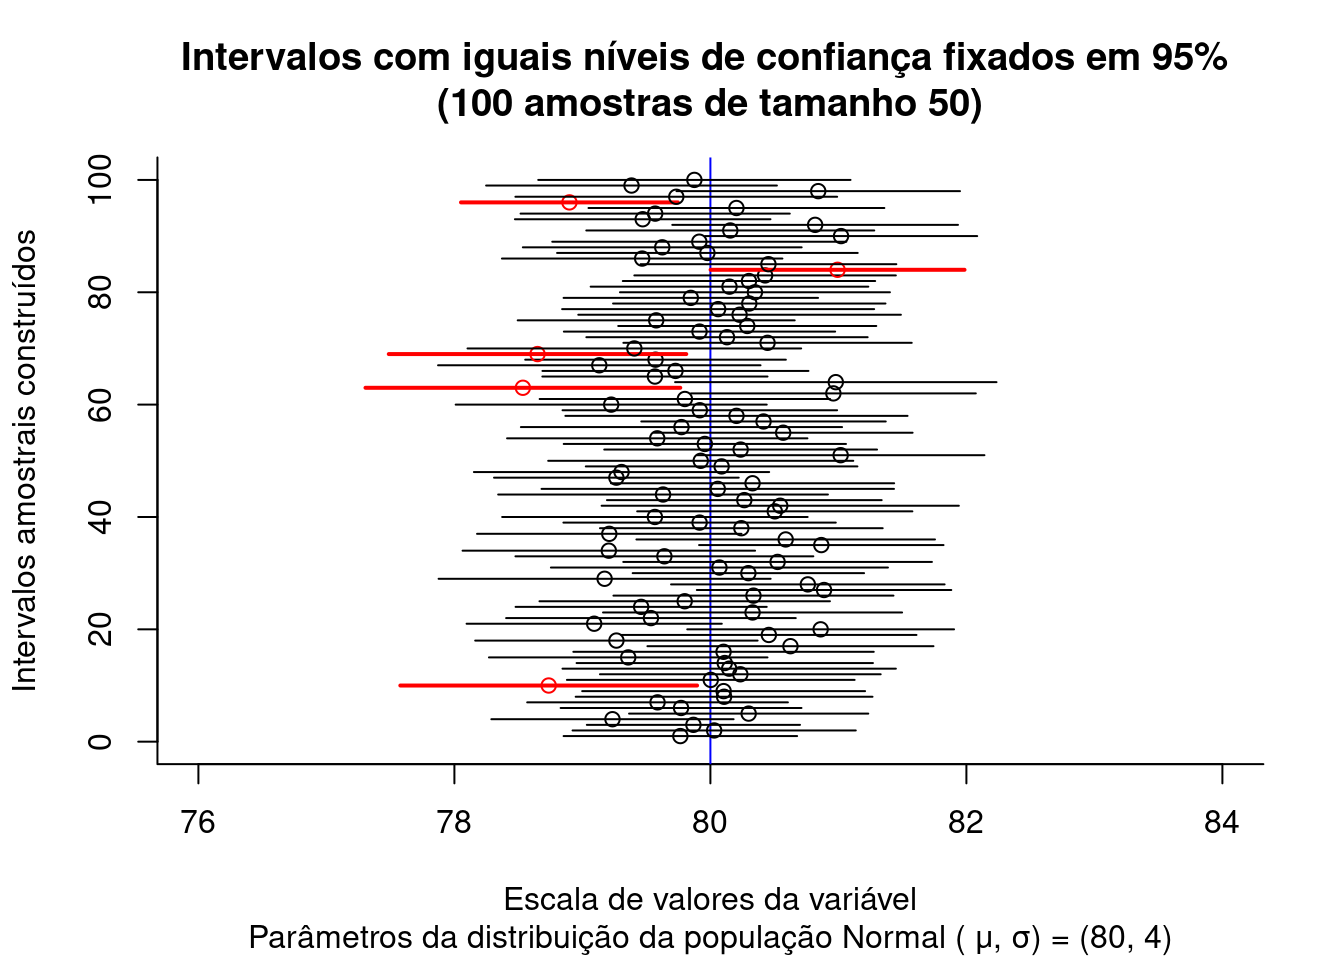 Intervalos com iguais níveis de confiança fixados em 95%
(100 amostras de tamanho 50)
Intervalos amostrais construídos
100
80
60
40
20
0
76 78 80 82 84
Escala de valores da variável
Parâmetros da distribuição da população Normal ( μ, σ) = (80, 4)